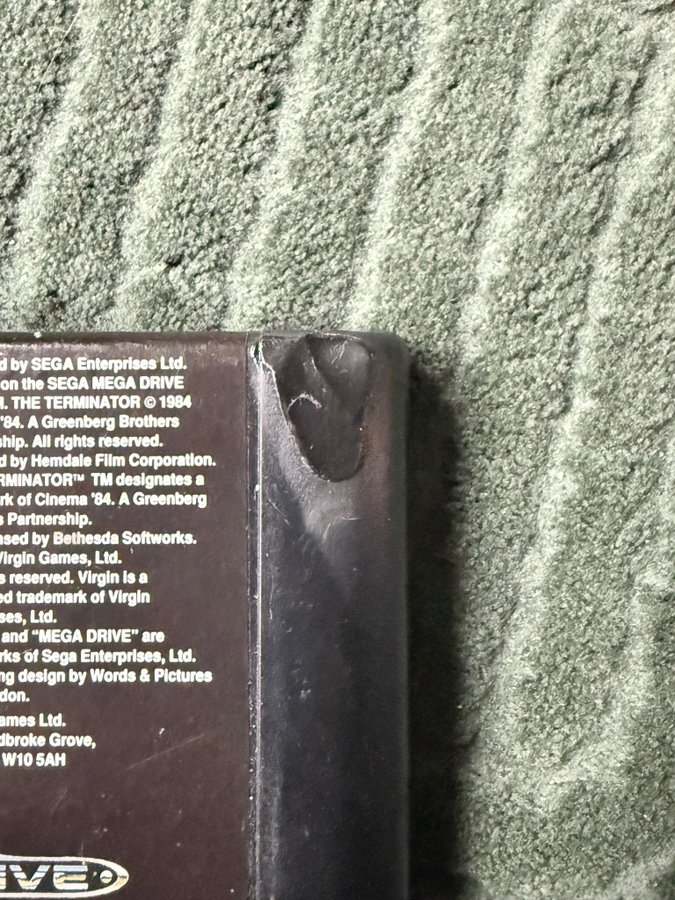 d by SEGA Enterprises Ltd.
on the SEGA MEGA DRIVE
. THE TERMINATOR © 1984
'84. A Greenberg Brothers
ship. All rights reserved.
d by Hemdale Film Corporation.
RMINATOR™ TM designates a
rk of Cinema '84. A Greenberg
s Partnership.
ased by Bethesda Softworks.
Virgin Games, Ltd.
s reserved. Virgin is a
ed trademark of Virgin
ses, Ltd.
and "MEGA DRIVE" are
rks of Sega Enterprises, Ltd.
ng design by Words & Pictures
don.
ames Ltd.
dbroke Grove,
W10 5AH
IVE